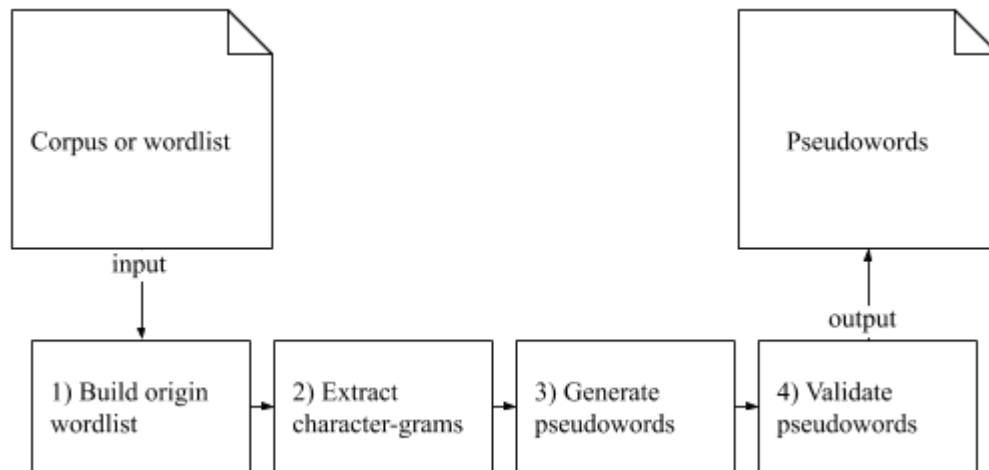 Corpus or wordlist
Pseudowords
input
output
1) Build origin
wordlist
2) Extract
character-grams
3) Generate
pseudowords
4) Validate
pseudowords